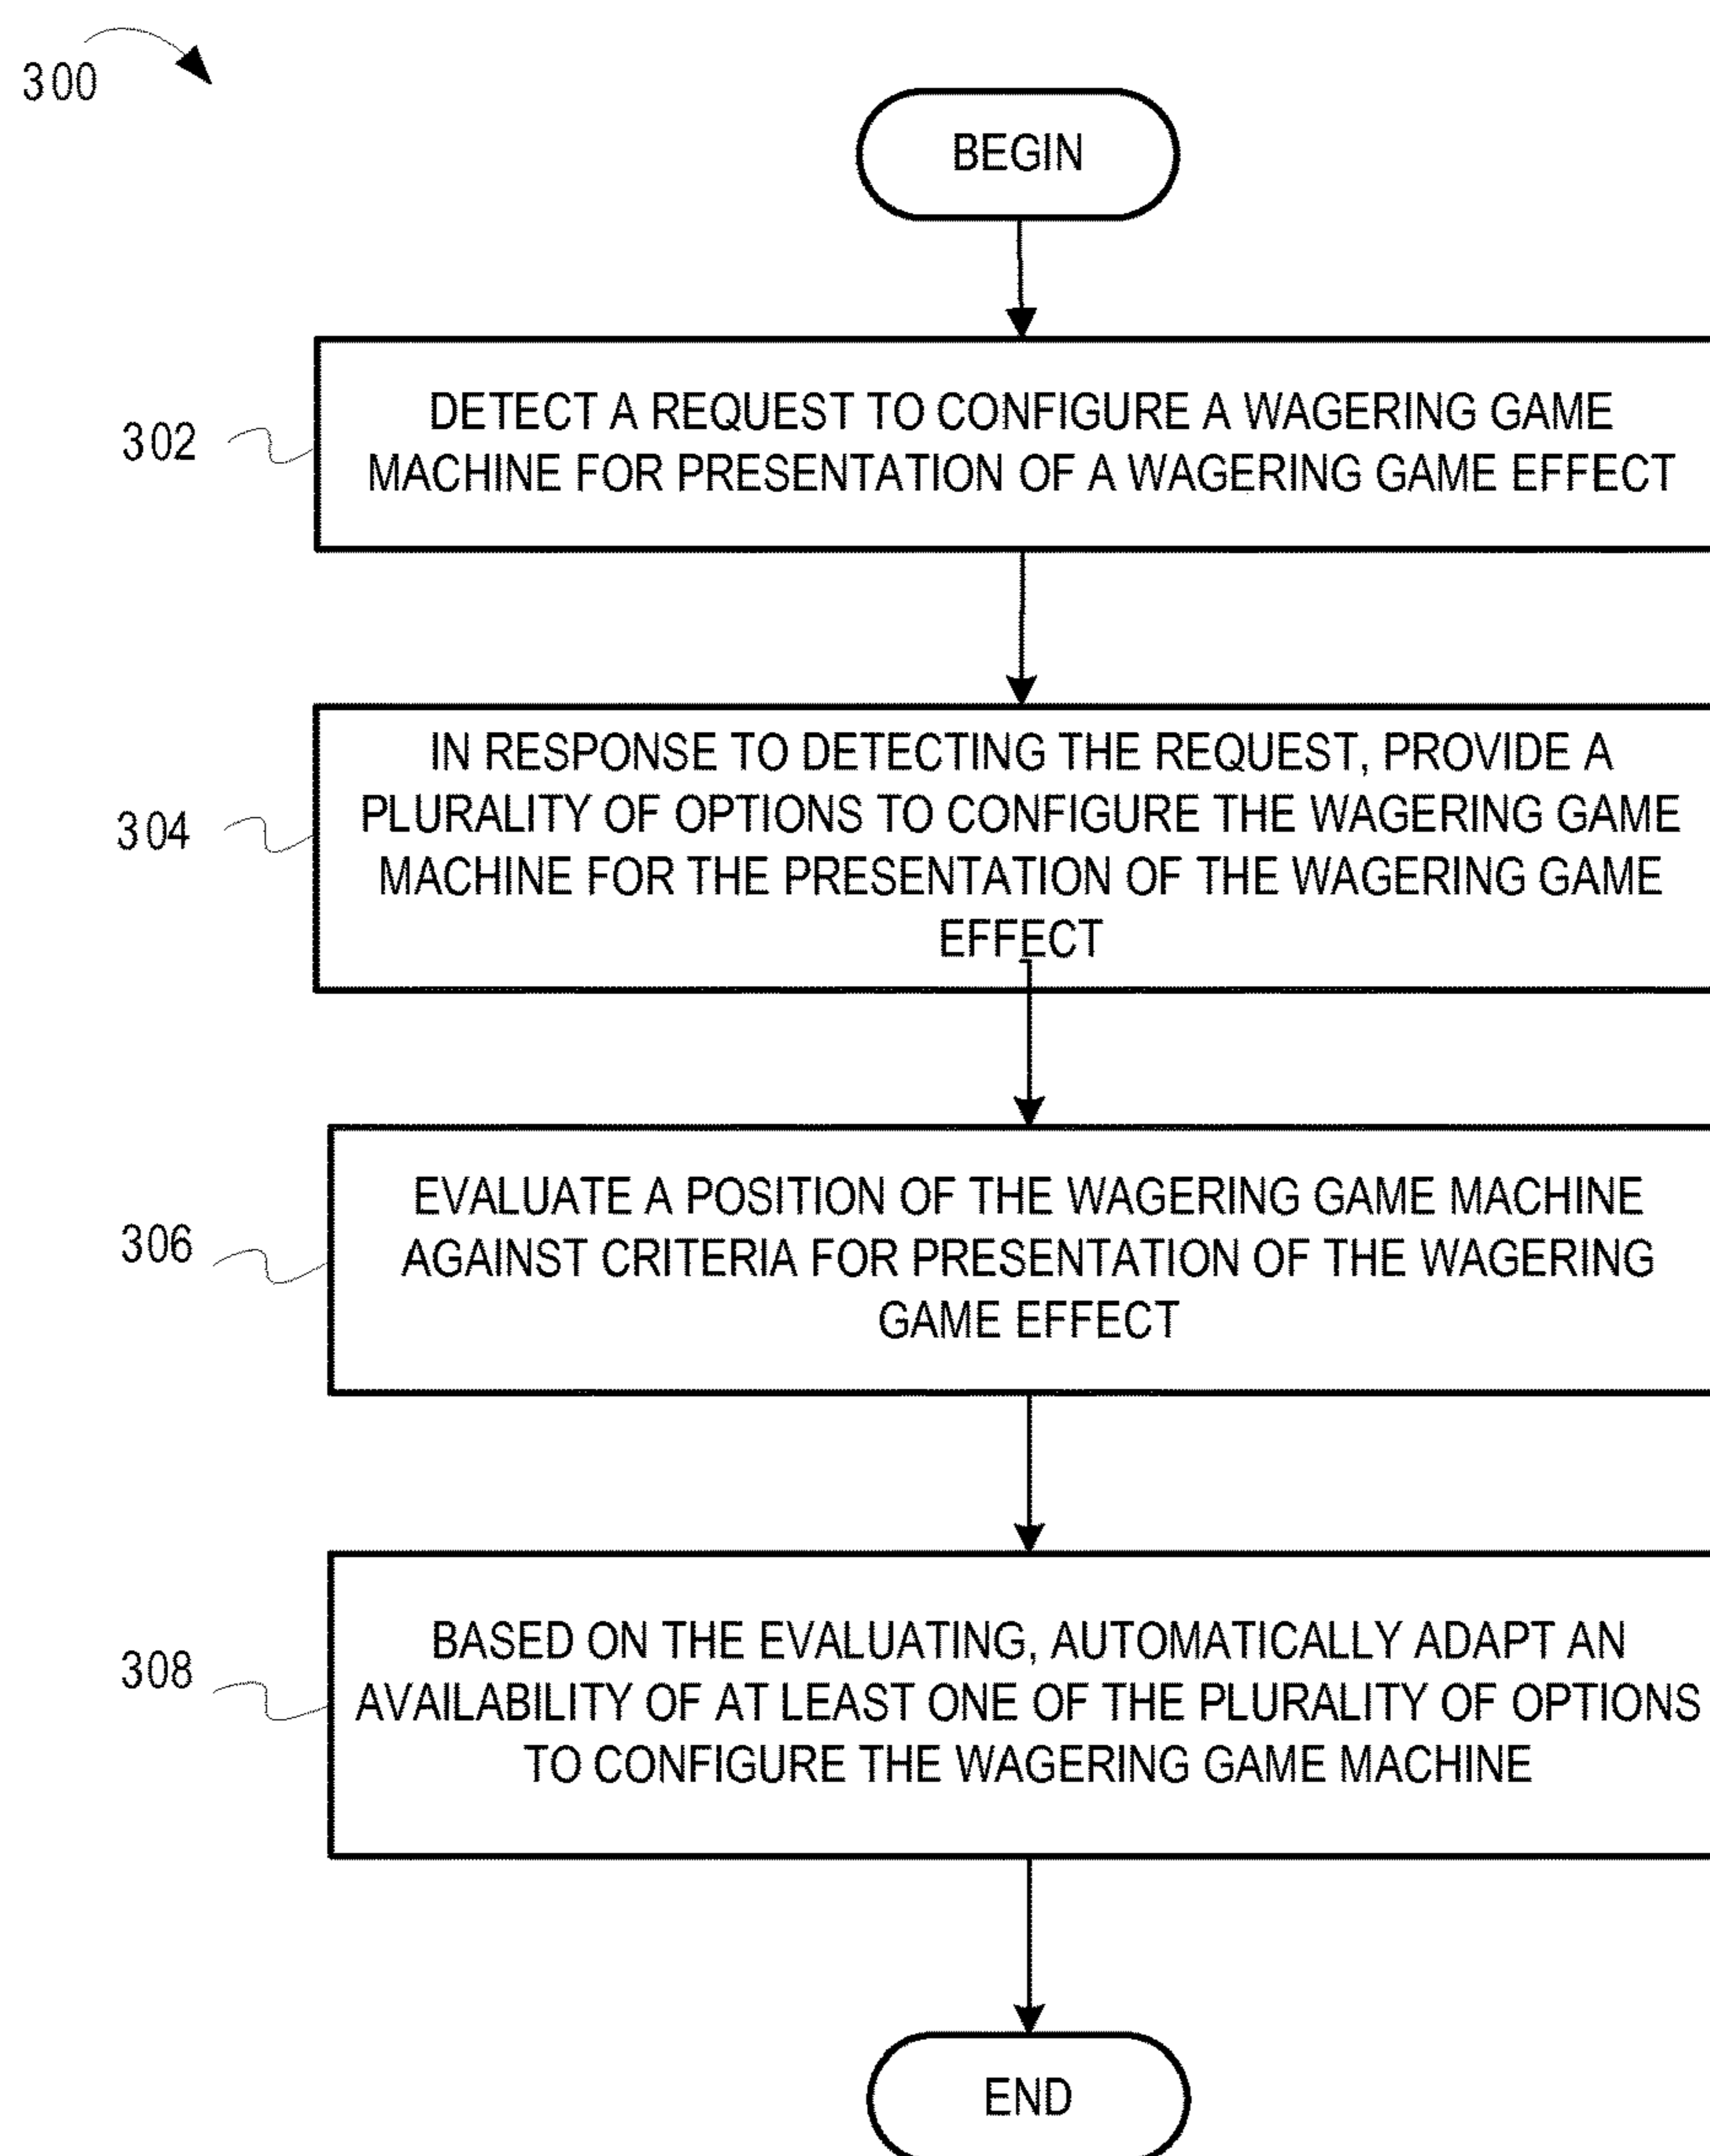 300
BEGIN
302
DETECT A REQUEST TO CONFIGURE A WAGERING GAME
MACHINE FOR PRESENTATION OF A WAGERING GAME EFFECT
304
IN RESPONSE TO DETECTING THE REQUEST, PROVIDE A
PLURALITY OF OPTIONS TO CONFIGURE THE WAGERING GAME
MACHINE FOR THE PRESENTATION OF THE WAGERING GAME
EFFECT
306
EVALUATE A POSITION OF THE WAGERING GAME MACHINE
AGAINST CRITERIA FOR PRESENTATION OF THE WAGERING
GAME EFFECT
308
BASED ON THE EVALUATING, AUTOMATICALLY ADAPT AN
AVAILABILITY OF AT LEAST ONE OF THE PLURALITY OF OPTIONS
TO CONFIGURE THE WAGERING GAME MACHINE
END